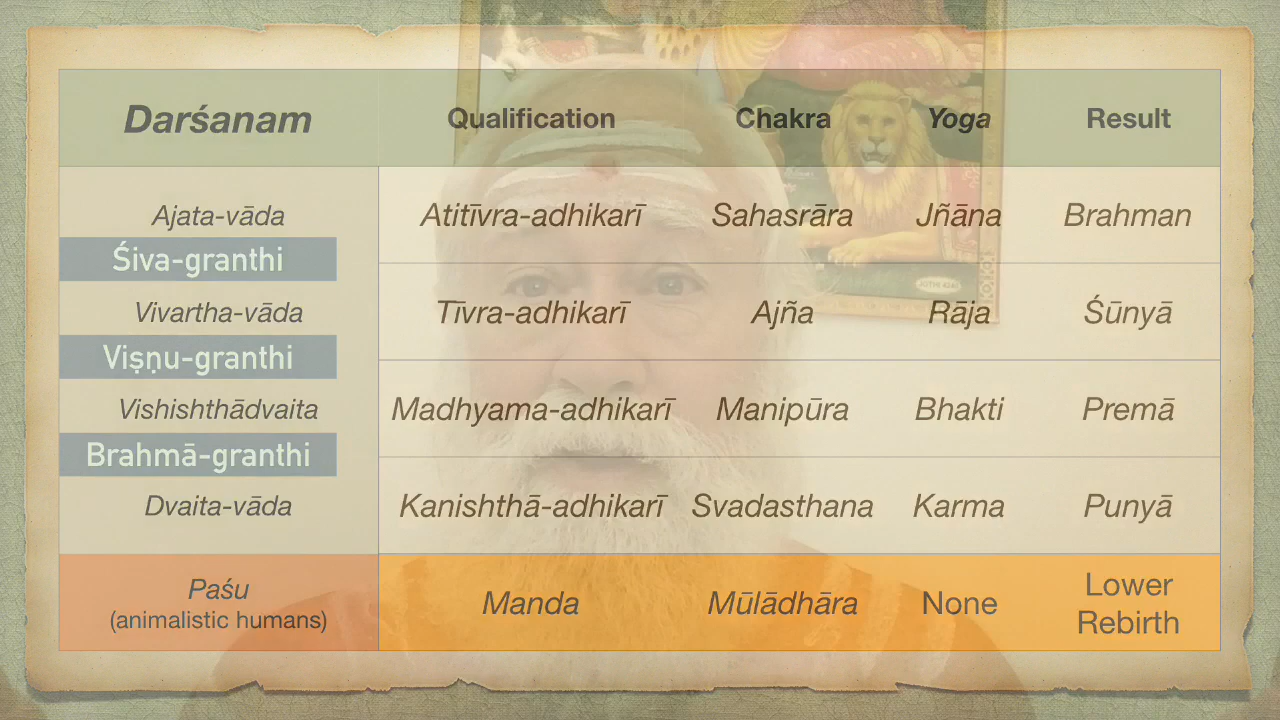 Darśanam Qualification Chakra Yoga Result
Ajata-vāda Atitīvra-adhikarī Sahasrāra Jñāna Brahman
Śiva-granthi
Vivartha-vāda Tīvra-adhikarī Ajña Rāja Śūnyā
Viṣṇu-granthi
Vishishthādvaita Madhyama-adhikarī Manipūra Bhakti Premā
Brahmā-granthi
Dvaita-vāda Kanishthā-adhikarī Svadasthana Karma Punyā
Paśu Manda Mūlādhāra None Lower
(animalistic humans) Rebirth